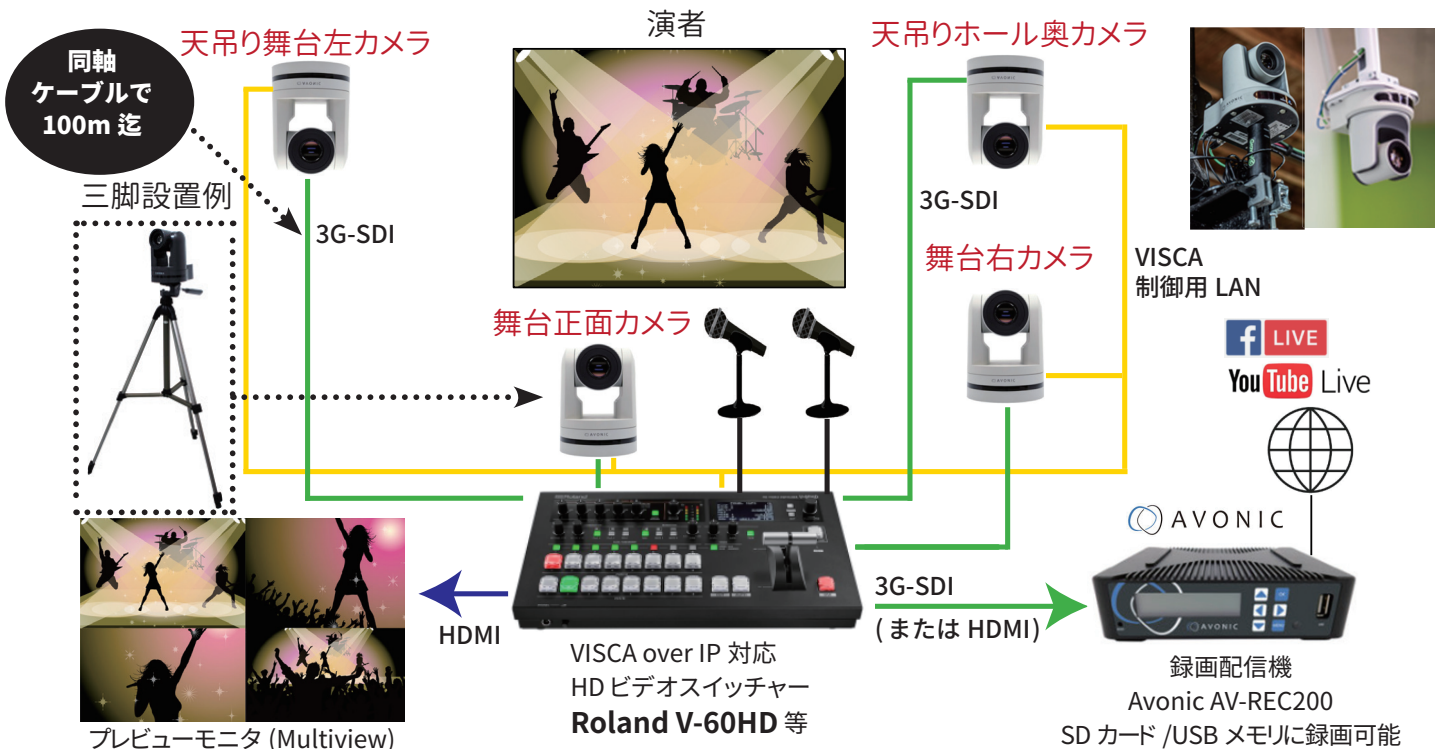 同軸
ケーブルで
100m 迄
天吊り舞台左カメラ
演者
天吊りホール奥カメラ
三脚設置例
3G-SDI
3G-SDI
舞台正面カメラ
舞台右カメラ
VISCA
制御用 LAN
f LIVE
YouTube Live
AVONIC
HDMI
3G-SDI
(または HDMI)
AVONIC
プレビューモニタ (Multiview)
VISCA over IP 対応
HD ビデオスイッチャー
Roland V-60HD 等
録画配信機
Avonic AV-REC200
SD カード /USB メモリに録画可能